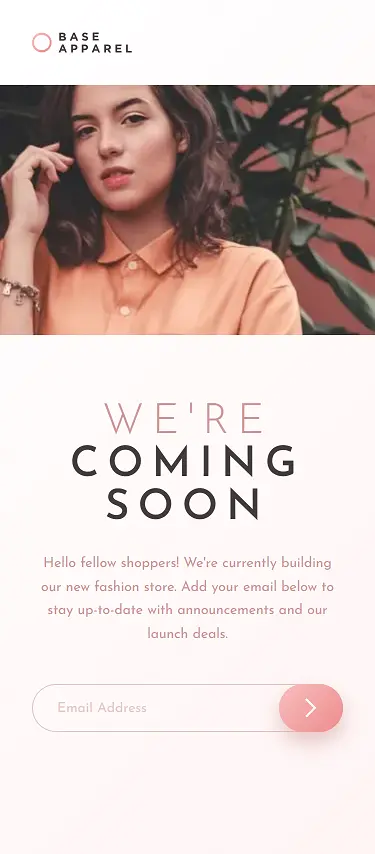 BASE
APPAREL
WE'RE
COMING
SOON
Hello fellow shoppers! We're currently building
our new fashion store. Add your email below to
stay up-to-date with announcements and our
launch deals.
Email Address